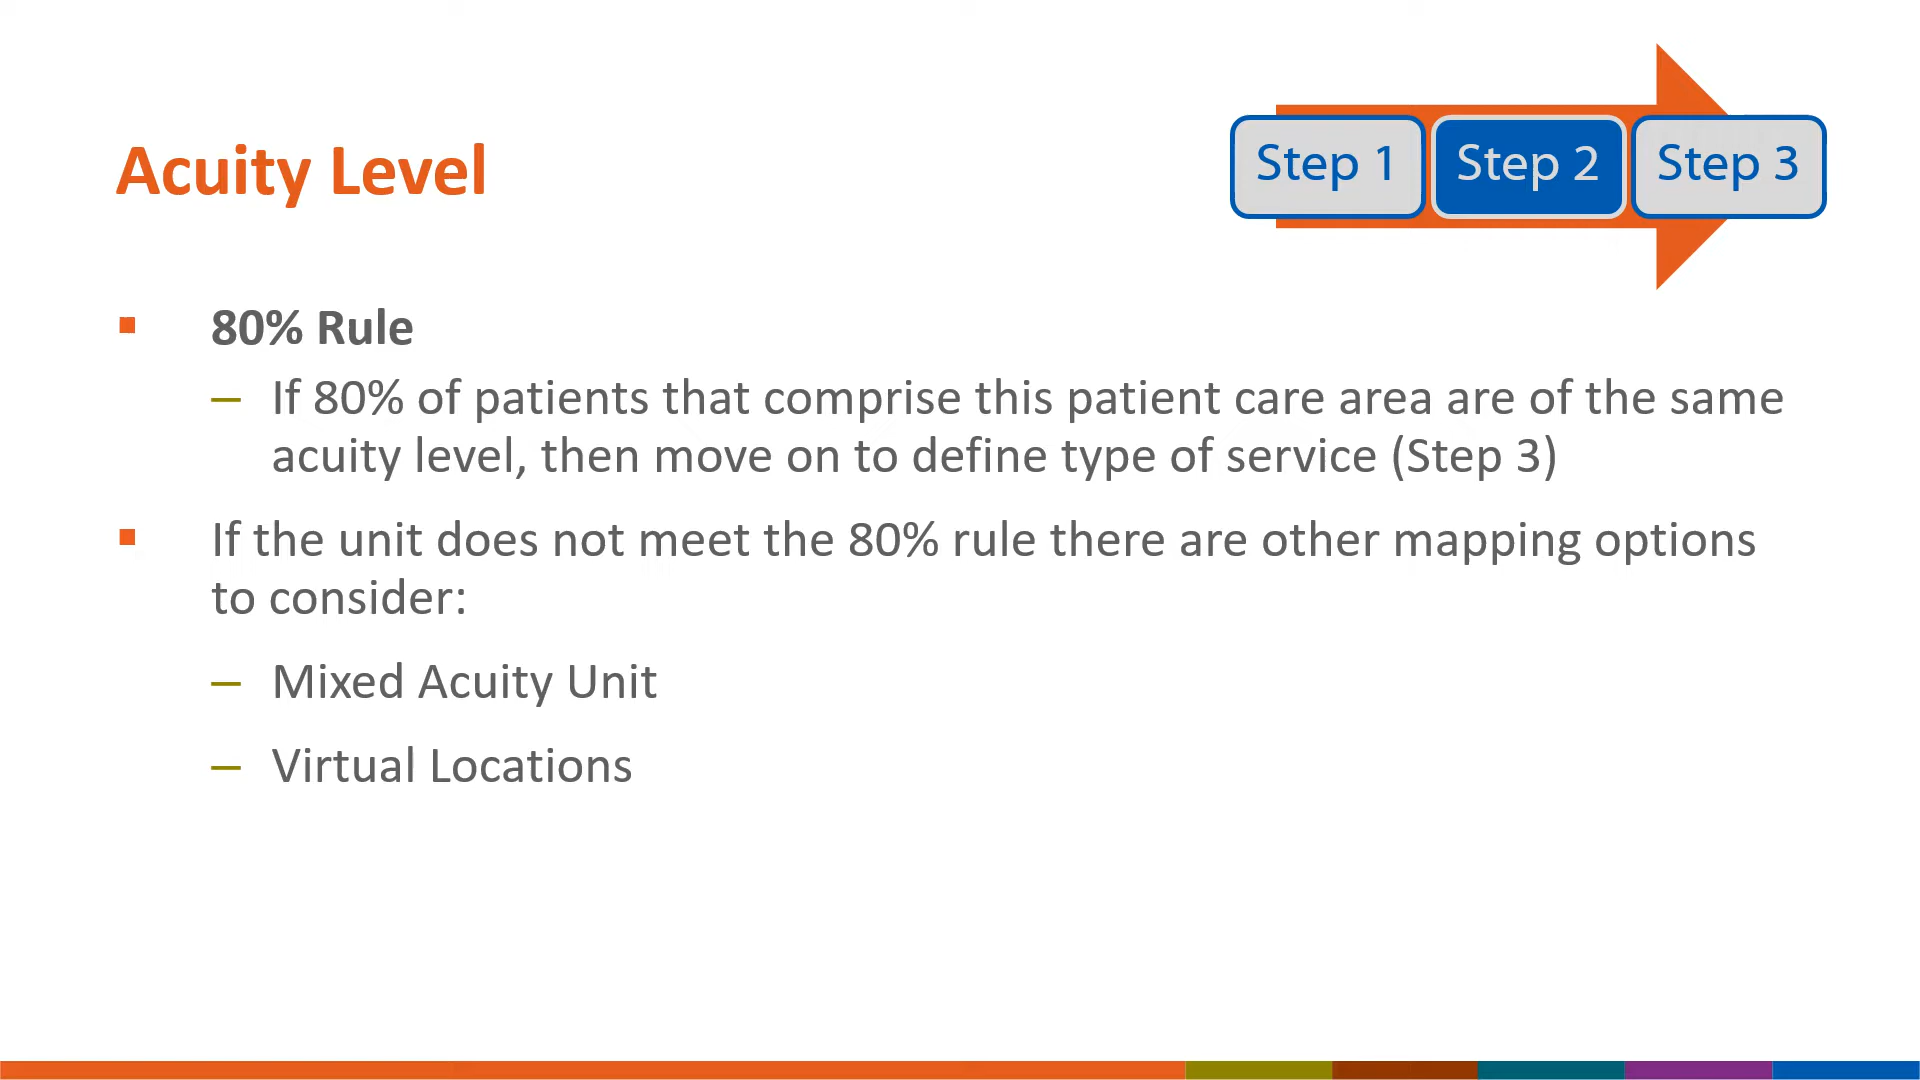 Acuity Level
Step 1
Step 2
Step 3
80% Rule
– If 80% of patients that comprise this patient care area are of the same
acuity level, then move on to define type of service (Step 3)
If the unit does not meet the 80% rule there are other mapping options
to consider:
– Mixed Acuity Unit
– Virtual Locations